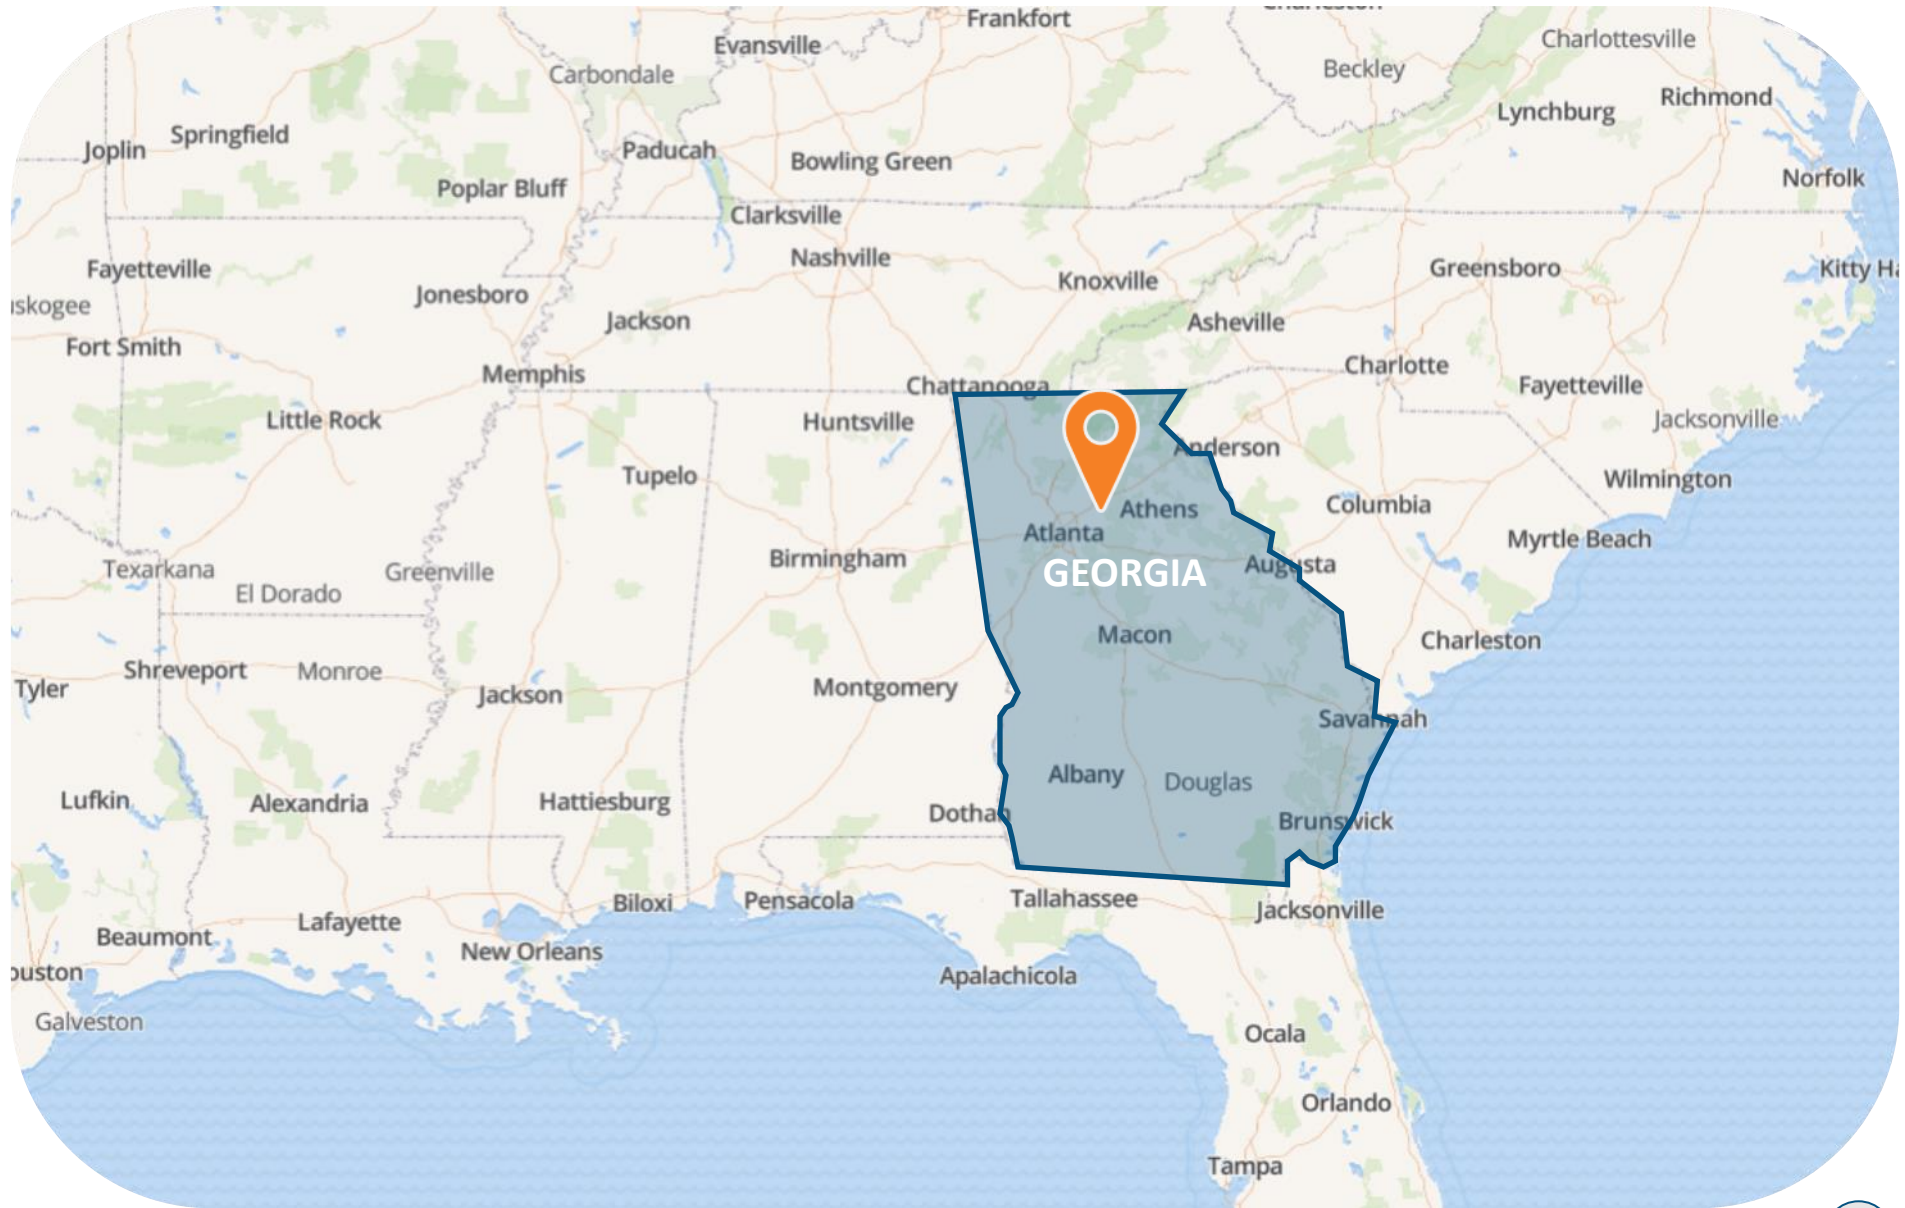 Frankfort
Evansville
Charlottesville
Carbondale
Beckley
Richmond
Lynchburg
Springfield
Joplin
Paducah
Bowling Green
Norfolk
Poplar Bluff
Clarksville
Nashville
Fayetteville
Knoxville
Greensboro
Kitty Ha
Jonesboro
uskogee
Jackson
Asheville
Fort Smith
Charlotte
Memphis
Chattanooga
Fayetteville
Little Rock
Huntsville
Jacksonville
Anderson
Tupelo
Wilmington
Columbia
Athens
Atlanta
Myrtle Beach
Birmingham
Augusta
Texarkana
Greenville
GEORGIA
El Dorado
Macon
Charleston
Shreveport
Monroe
Tyler
Jackson
Montgomery
Savannah
Albany
Douglas
Lufkin
Alexandria
Hattiesburg
Dothan
Brunswick
Tallahassee
Biloxi
Pensacola
Jacksonville
Lafayette
Beaumont
New Orleans
ouston
Apalachicola
Galveston
Ocala
Orlando
Tampa